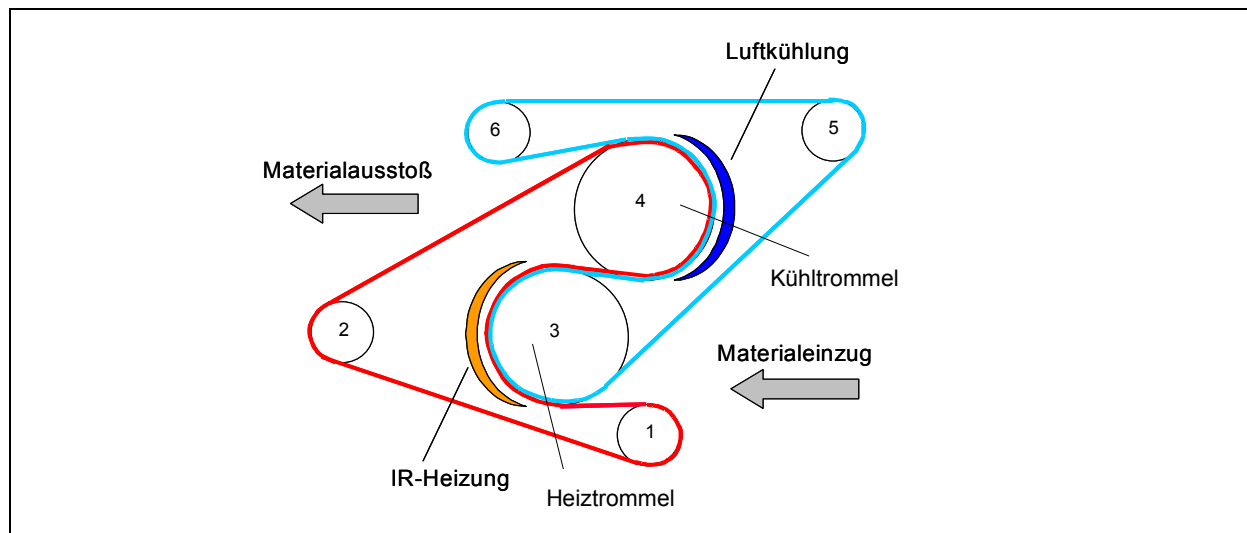 Luftkühlung
6
5
Materialausstoß
4
Kühltrommel
2
3
Materialeinzug
1
IR-Heizung
Heiztrommel